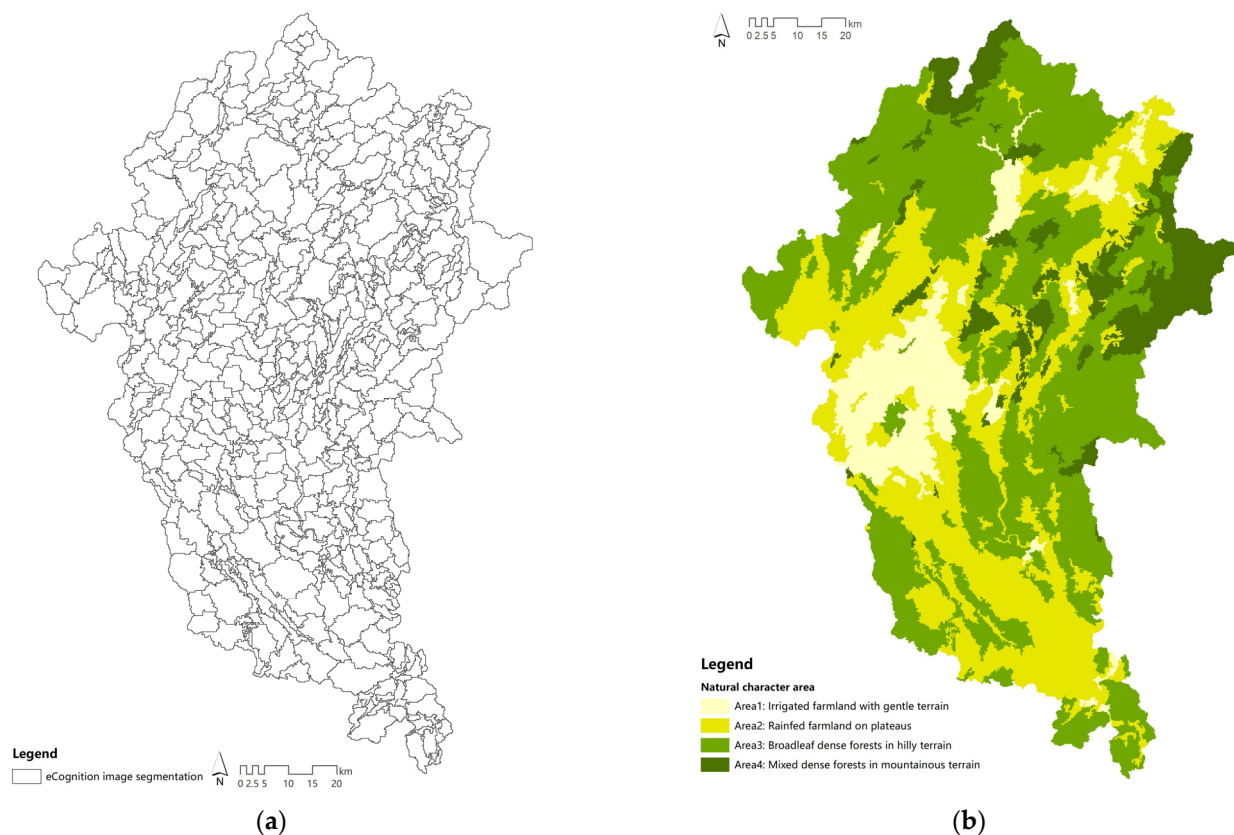 Legend
eCognition image segmentation
N
0 2.5 5 10 15 20
km
(a)
N
0 2.5 5 10 15 20
km
Legend
Natural character area
Area1: Irrigated farmland with gentle terrain
Area2: Rainfed farmland on plateaus
Area3: Broadleaf dense forests in hilly terrain
Area4: Mixed dense forests in mountainous terrain
(b)